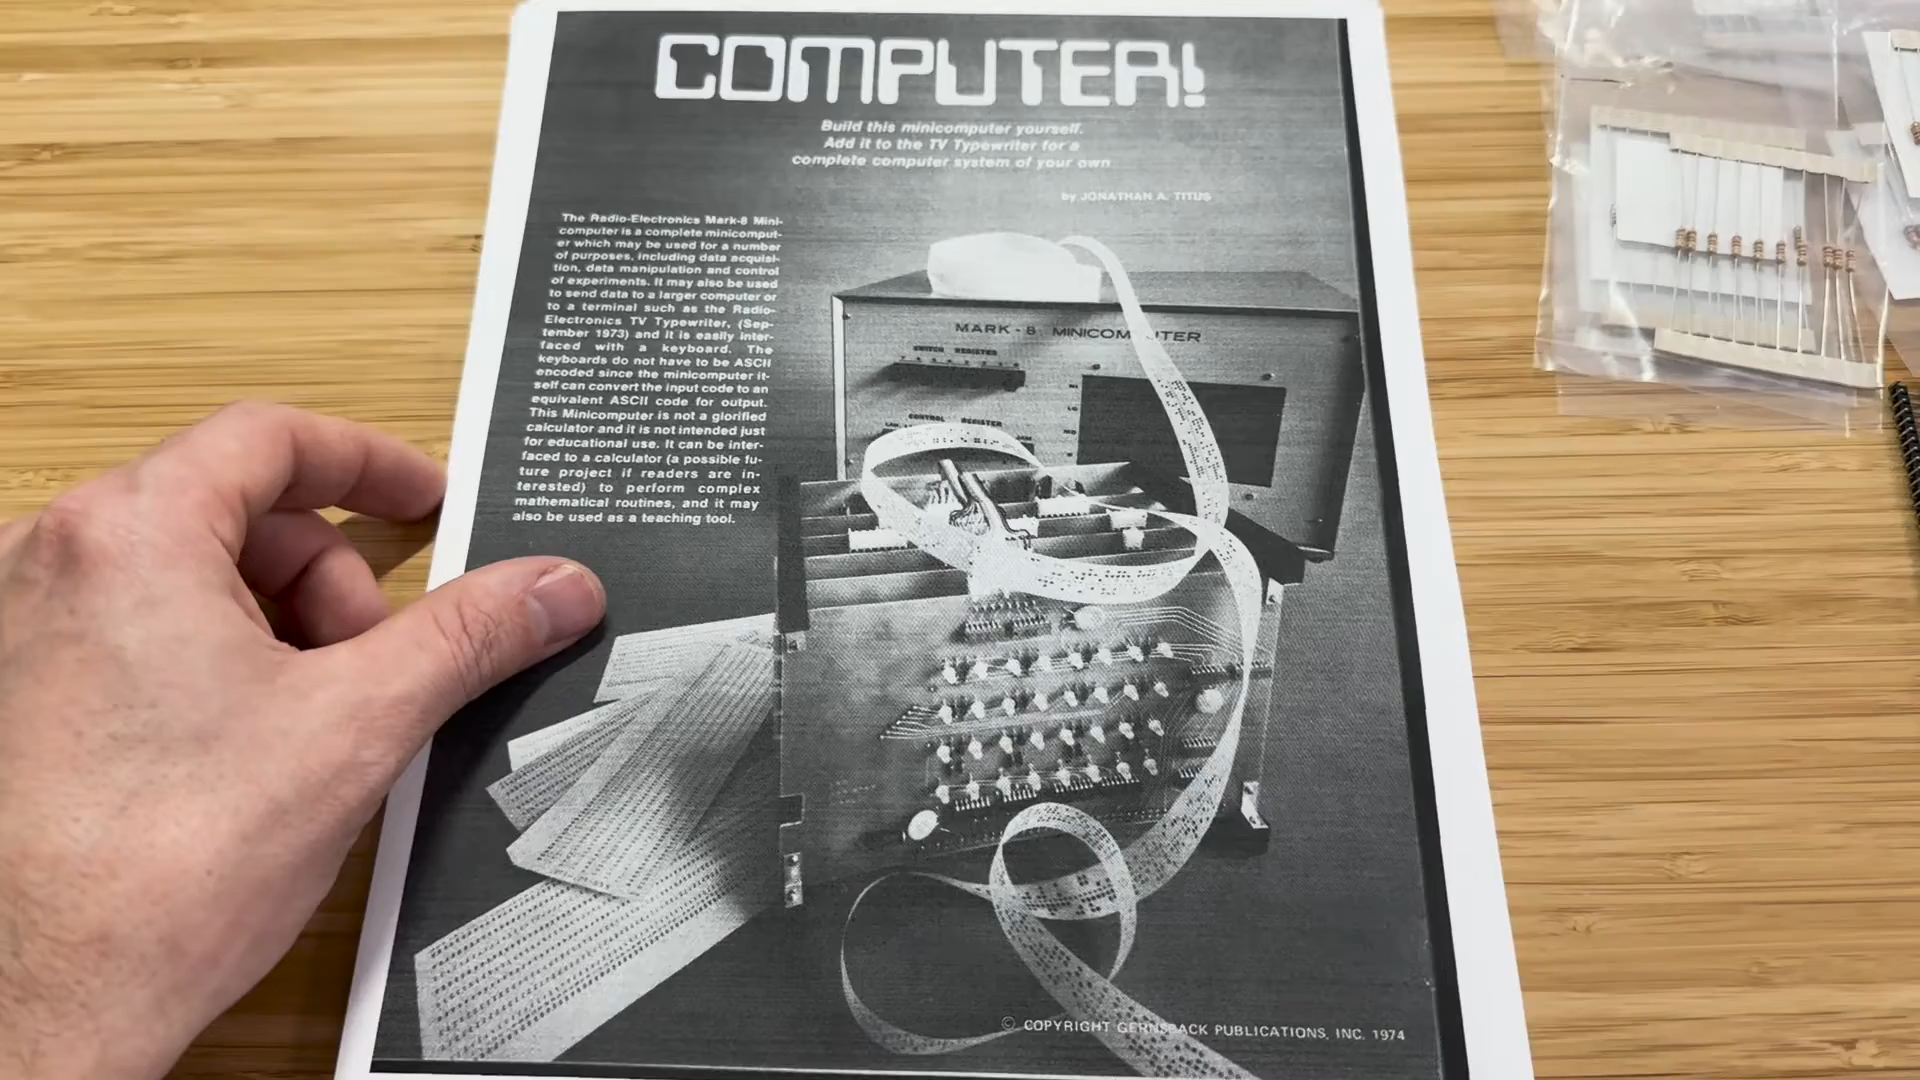 COMPUTER!
Build this minicomputer yourself.
Add it to the TV Typewriter for a
complete computer system of your own
by JONATHAN A. TITUS
The Radio-Electronics Mark-8 Mini-
computer is a complete minicomput-
er which may be used for a number
of purposes, including data acquisi-
tion, data manipulation and control
of experiments. It may also be used
to send data to a larger computer or
to a terminal such as the Radio-
Electronics TV Typewriter, (Sep-
tember 1973) and it is easily inter-
faced with a keyboard. The
keyboards do not have to be ASCII
encoded since the minicomputer it-
self can convert the input code to an
equivalent ASCII code for output.
This Minicomputer is not a glorified
calculator and it is not intended just
for educational use. It can be inter-
faced to a calculator (a possible fu-
ture project if readers are in-
terested) to perform complex
mathematical routines, and it may
also be used as a teaching tool.
MARK-8 MINICOMPUTER
SWITCH REGISTER
CONTROL REGISTER
© COPYRIGHT GERNSBACK PUBLICATIONS, INC. 1974